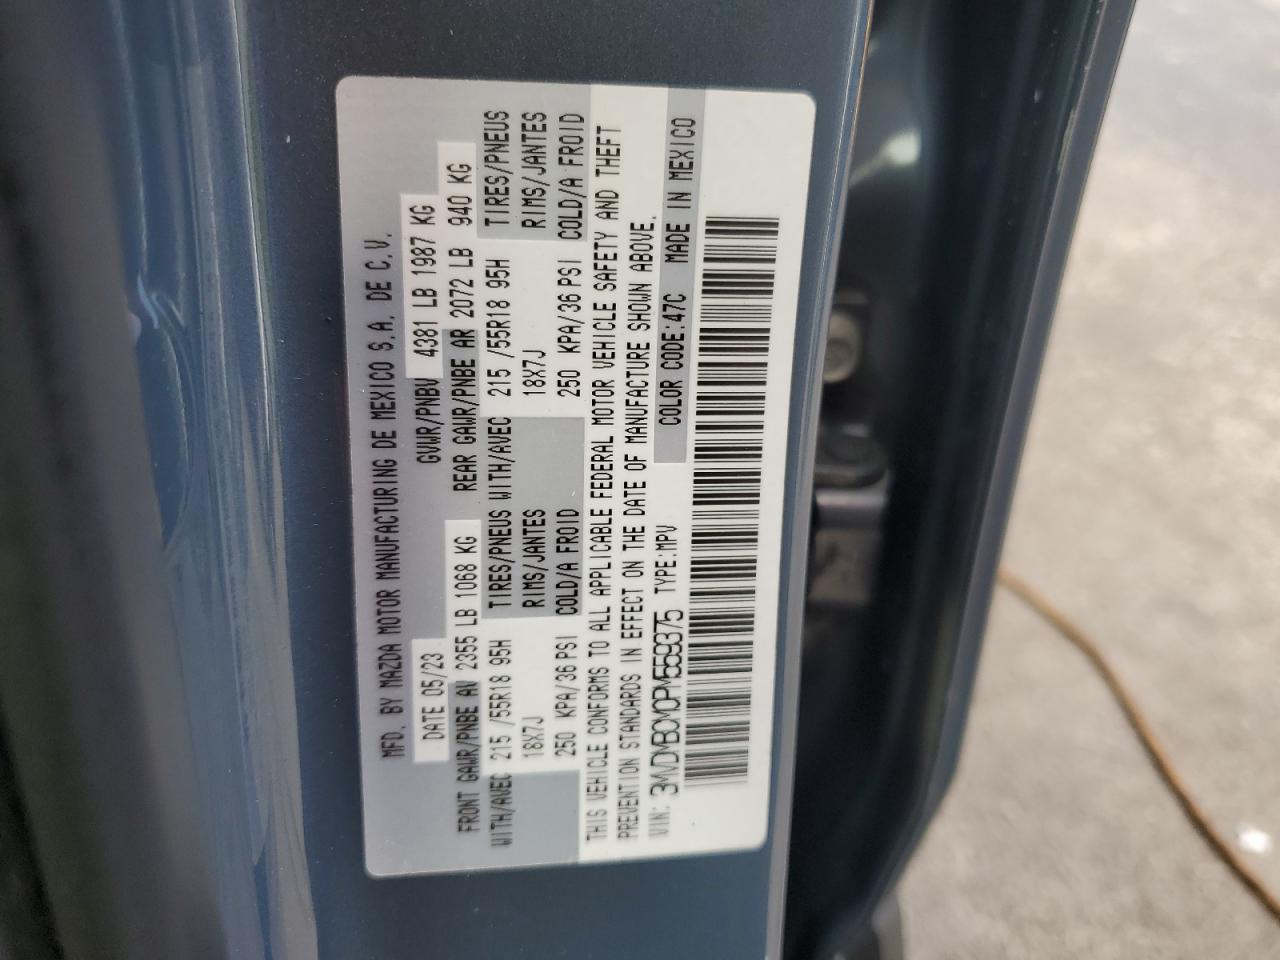 MFD. BY MAZDA MOTOR MANUFACTURING DE MEXICO S.A. DE C.V.
DATE 05/23 GVWR/PNBV 4381 LB 1987 KG
FRONT GAWR/PNBE AV 2355 LB 1068 KG REAR GAWR/PNBE AR 2072 LB 940 KG
WITH/AVEC 215 /55R18 95H TIRES/PNEUS WITH/AVEC 215 /55R18 95H TIRES/PNEUS
18X7J RIMS/JANTES 18X7J RIMS/JANTES
250 KPA/36 PSI COLD/A FROID 250 KPA/36 PSI COLD/A FROID
THIS VEHICLE CONFORMS TO ALL APPLICABLE FEDERAL MOTOR VEHICLE SAFETY AND THEFT
PREVENTION STANDARDS IN EFFECT ON THE DATE OF MANUFACTURE SHOWN ABOVE.
VIN: 3MVDMBCM0PM559375 TYPE.MPV COLOR CODE:47C MADE IN MEXICO